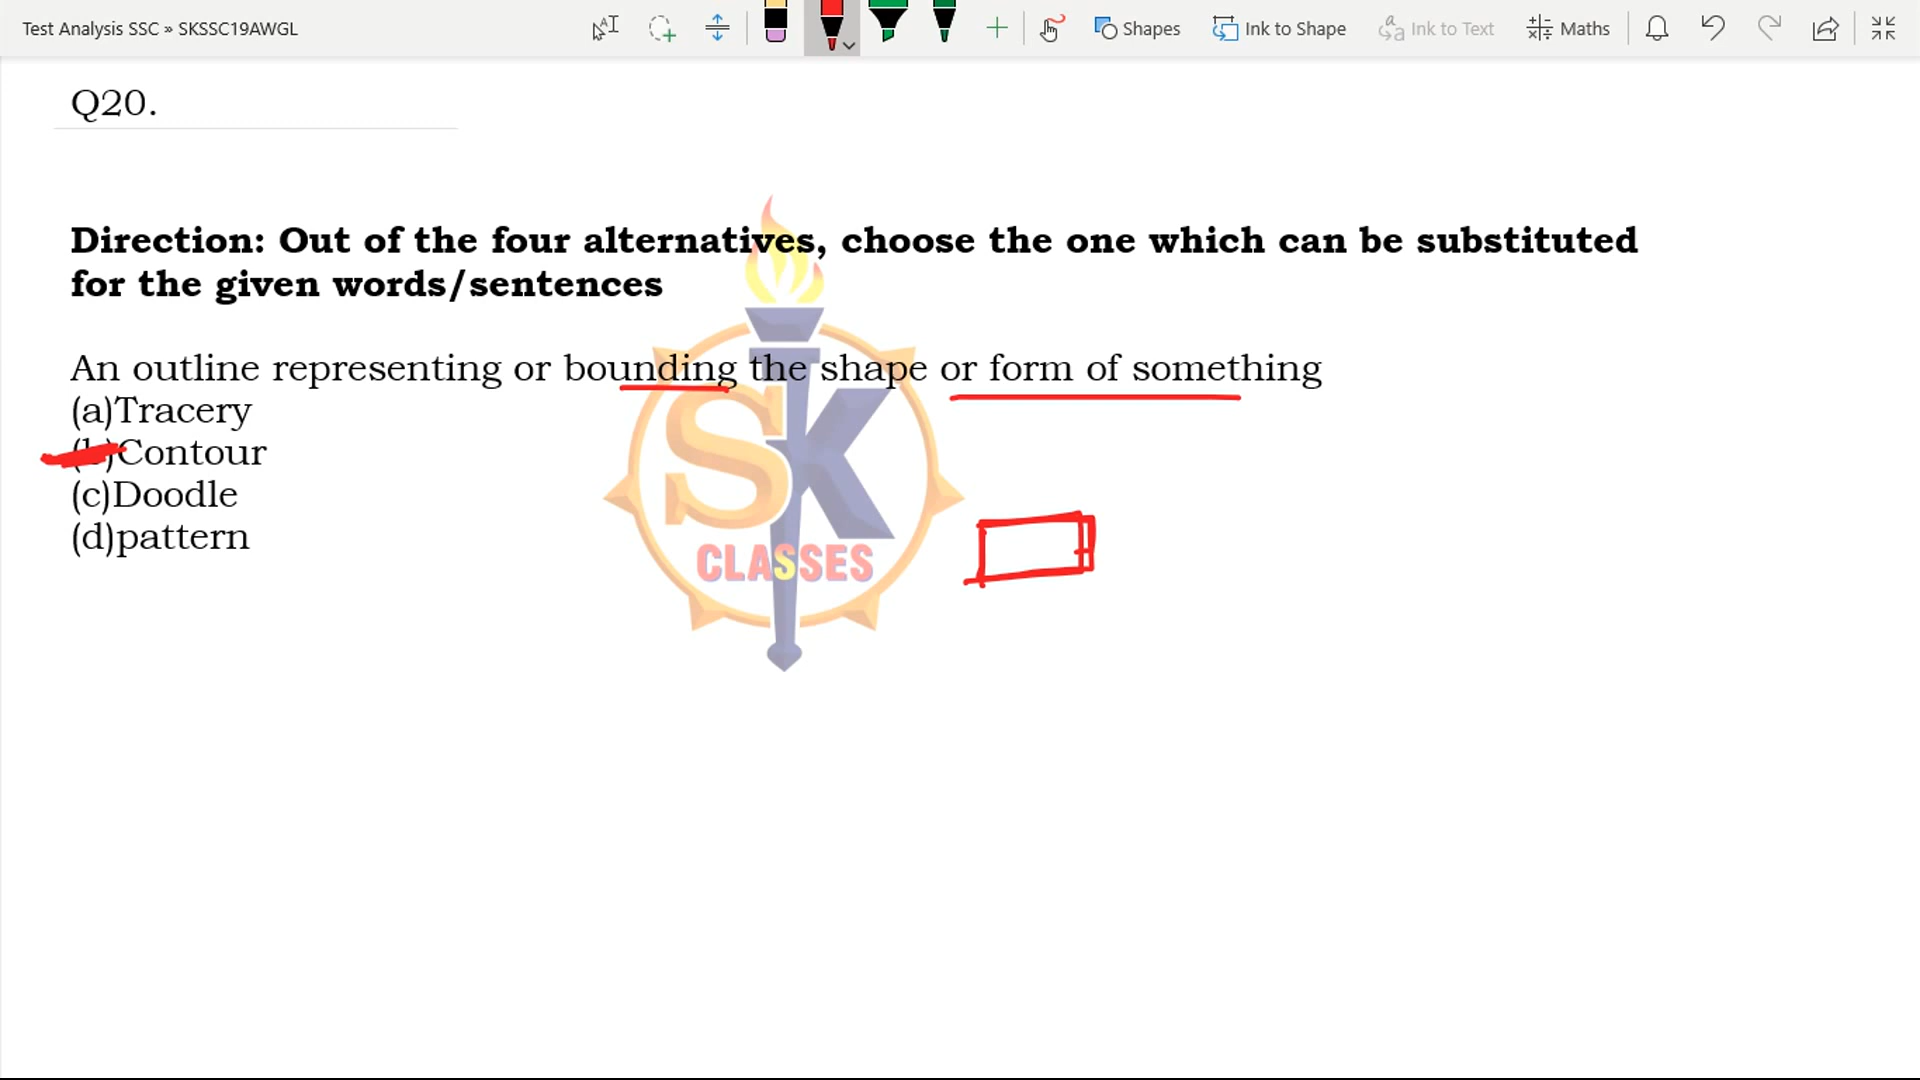 Test Analysis SSC » SKSSC19AWGL
Shapes
Ink to Shape
Ink to Text
Maths
Q20.
Direction: Out of the four alternatives, choose the one which can be substituted
for the given words/sentences
An outline representing or bounding the shape or form of something
(a)Tracery
(b)Contour
(c)Doodle
(d)pattern
SK
CLASSES